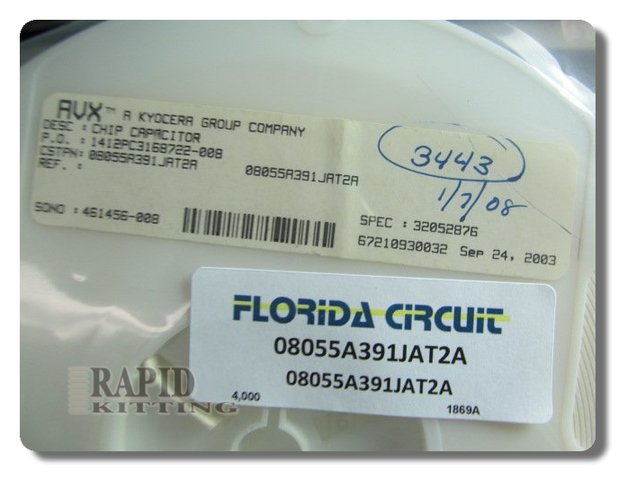 AVX™ A KYOCERA GROUP COMPANY
DESC : CHIP CAPACITOR
P.O. : 1412PC3168722-008
CSTPN: 08055A391JAT2A 08055A391JAT2A
REF. :
SONO : 461456-008
3443
1/7/08
SPEC : 32052876
67210930032 Sep 24, 2003
FLORIDA CIRCUIT
08055A391JAT2A
08055A391JAT2A
4,000 1869A
RAPID
KITTING